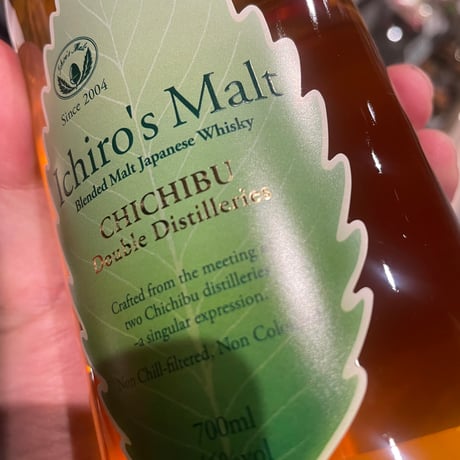 Ichiro's Malt
Since 2004
Ichiro's Malt
Blended Malt Japanese Whisky
CHICHIBU
Double Distilleries
Crafted from the meeting
two Chichibu distilleries
a singular expression.
Non Chill-filtered, Non
700ml